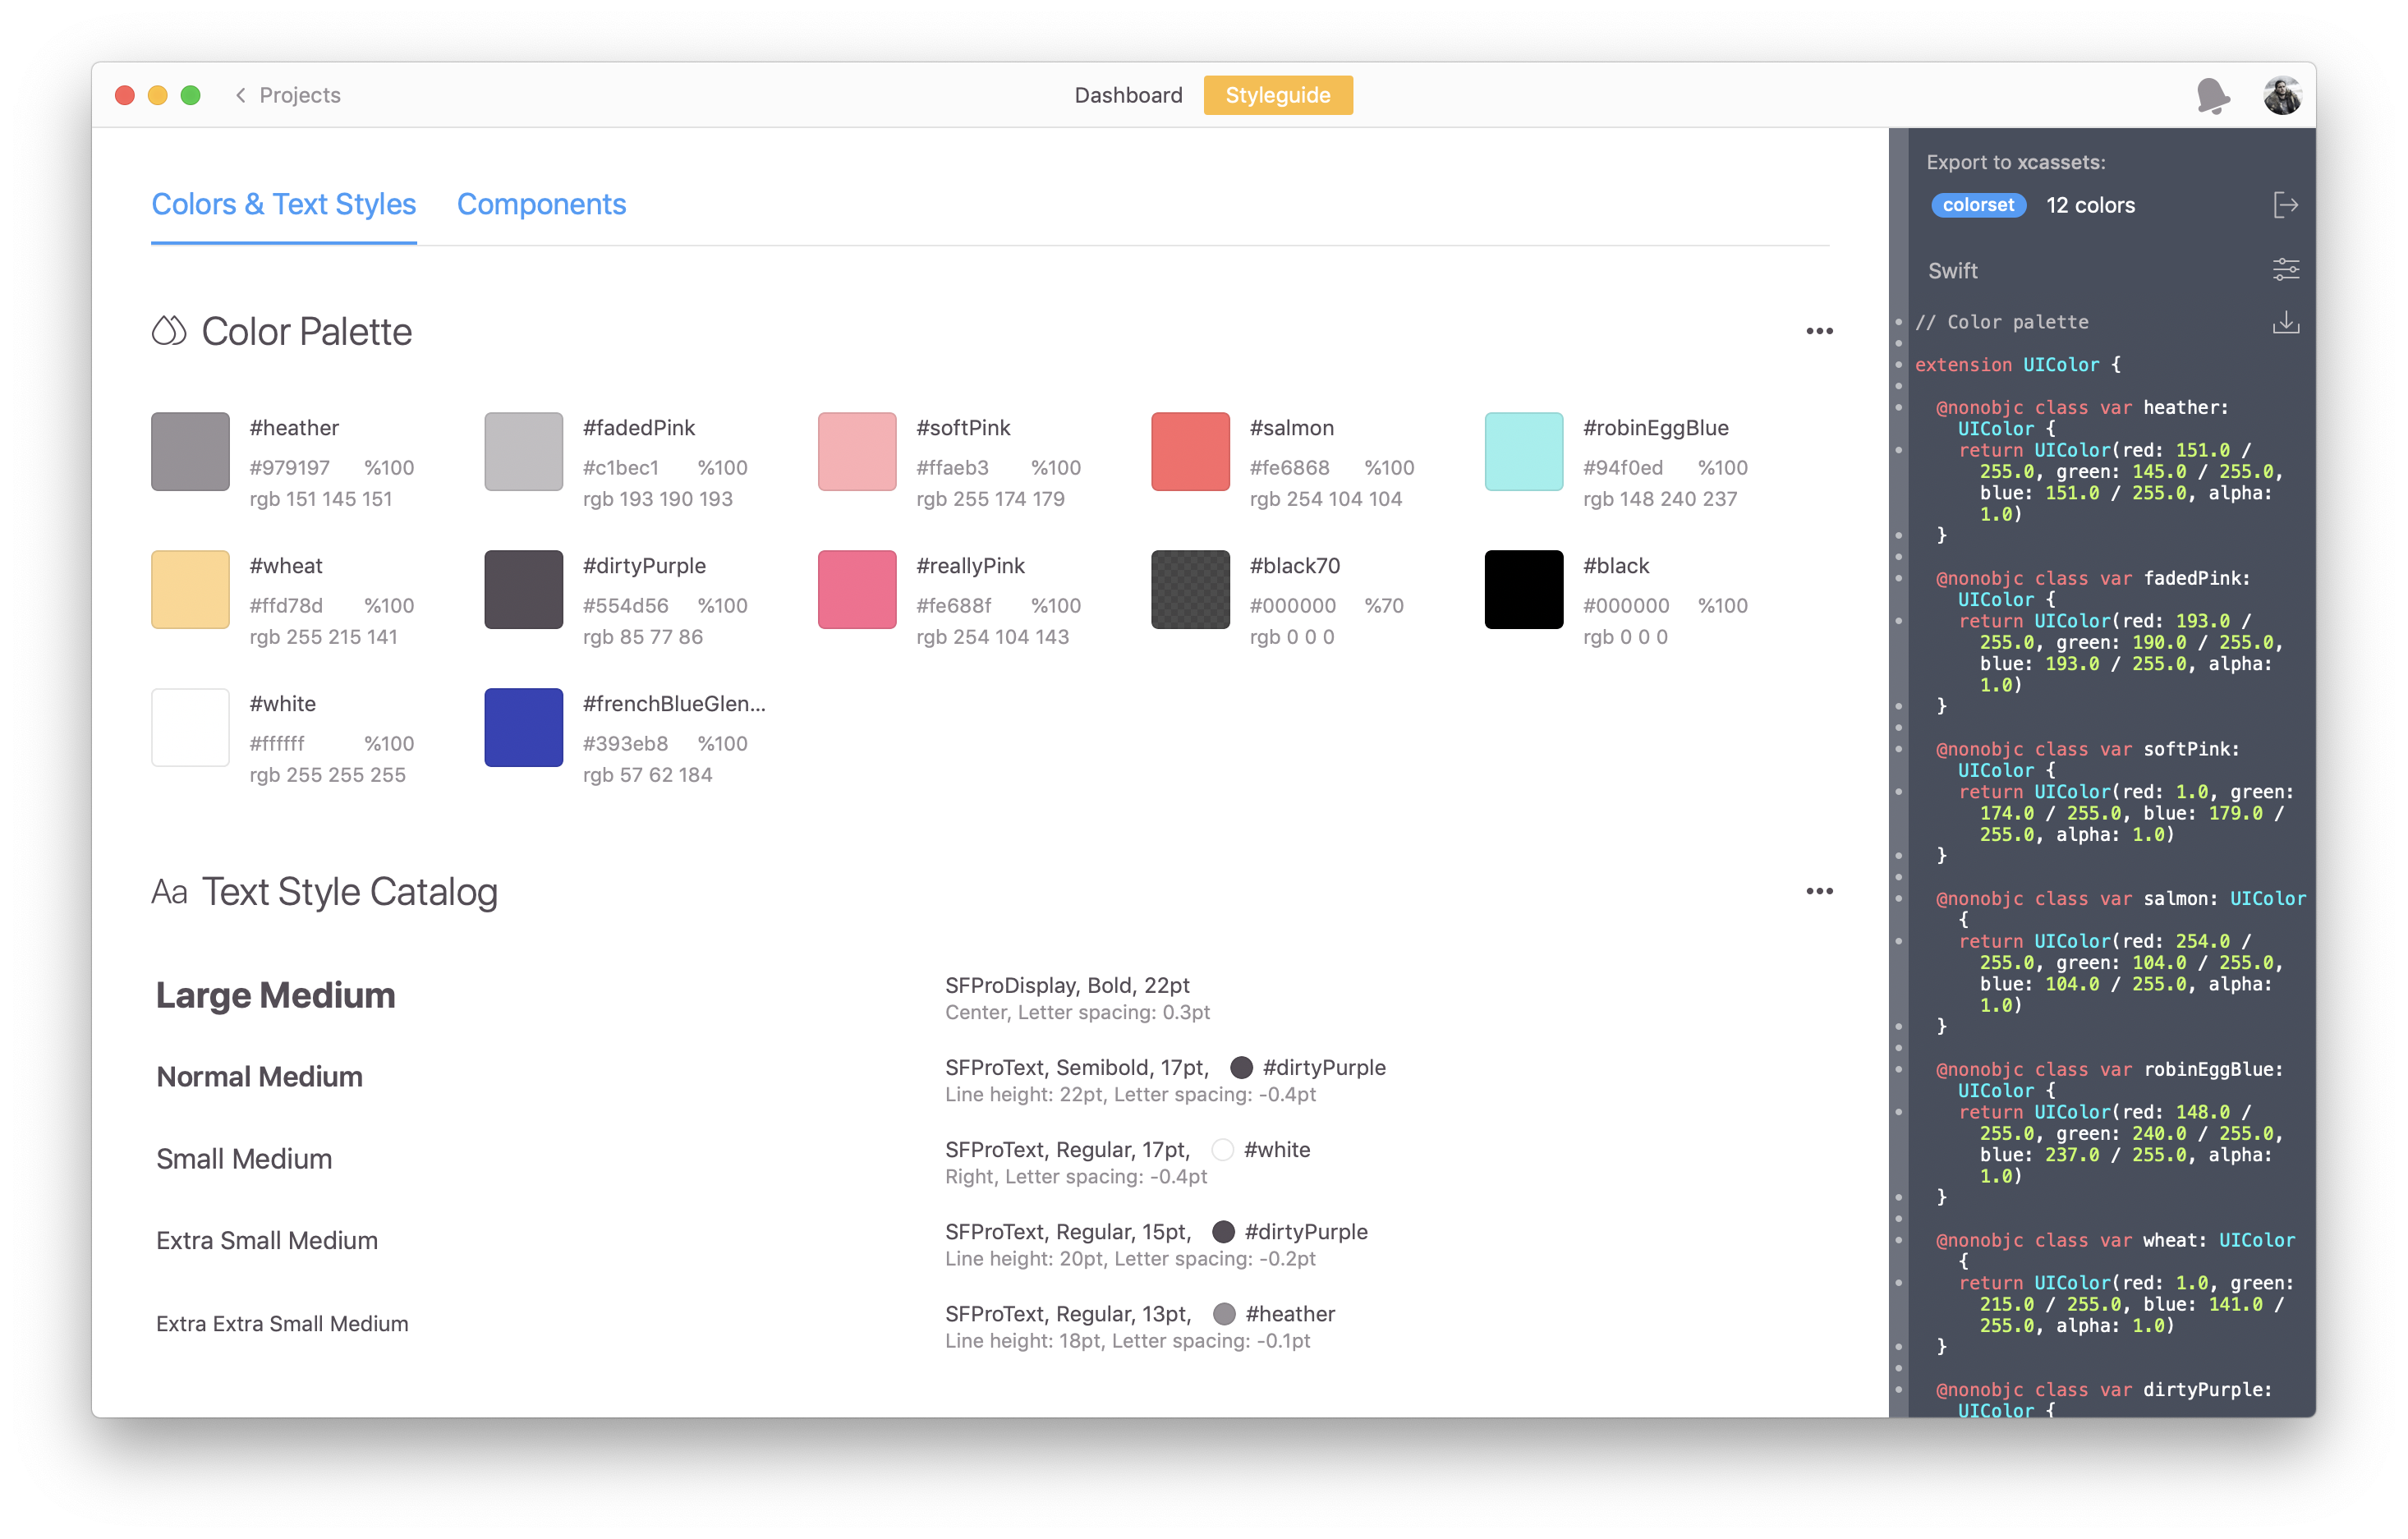 Projects
Dashboard
Styleguide
Colors & Text Styles
Components
Color Palette
#heather
#979197 %100
rgb 151 145 151
#fadedPink
#c1bec1 %100
rgb 193 190 193
#softPink
#ffaeb3 %100
rgb 255 174 179
#salmon
#fe6868 %100
rgb 254 104 104
#robinEggBlue
#94f0ed %100
rgb 148 240 237
#wheat
#ffd78d %100
rgb 255 215 141
#dirtyPurple
#554d56 %100
rgb 85 77 86
#reallyPink
#fe688f %100
rgb 254 104 143
#black70
#000000 %70
rgb 0 0 0
#black
#000000 %100
rgb 0 0 0
#white
#ffffff %100
rgb 255 255 255
#frenchBlueGlen...
#393eb8 %100
rgb 57 62 184
Aa Text Style Catalog
Large Medium
SFProDisplay, Bold, 22pt
Center, Letter spacing: 0.3pt
Normal Medium
SFProText, Semibold, 17pt, #dirtyPurple
Line height: 22pt, Letter spacing: -0.4pt
Small Medium
SFProText, Regular, 17pt, #white
Right, Letter spacing: -0.4pt
Extra Small Medium
SFProText, Regular, 15pt, #dirtyPurple
Line height: 20pt, Letter spacing: -0.2pt
Extra Extra Small Medium
SFProText, Regular, 13pt, #heather
Line height: 18pt, Letter spacing: -0.1pt
Export to xcassets:
colorset 12 colors
Swift
// Color palette
extension UIColor {
@nonobjc class var heather:
UIColor {
return UIColor(red: 151.0 /
255.0, green: 145.0 / 255.0,
blue: 151.0 / 255.0, alpha:
1.0)
}
@nonobjc class var fadedPink:
UIColor {
return UIColor(red: 193.0 /
255.0, green: 190.0 / 255.0,
blue: 193.0 / 255.0, alpha:
1.0)
}
@nonobjc class var softPink:
UIColor {
return UIColor(red: 1.0, green:
174.0 / 255.0, blue: 179.0 /
255.0, alpha: 1.0)
}
@nonobjc class var salmon: UIColor
{
return UIColor(red: 254.0 /
255.0, green: 104.0 / 255.0,
blue: 104.0 / 255.0, alpha:
1.0)
}
@nonobjc class var robinEggBlue:
UIColor {
return UIColor(red: 148.0 /
255.0, green: 240.0 / 255.0,
blue: 237.0 / 255.0, alpha:
1.0)
}
@nonobjc class var wheat: UIColor
{
return UIColor(red: 1.0, green:
215.0 / 255.0, blue: 141.0 /
255.0, alpha: 1.0)
}
@nonobjc class var dirtyPurple:
UIColor {